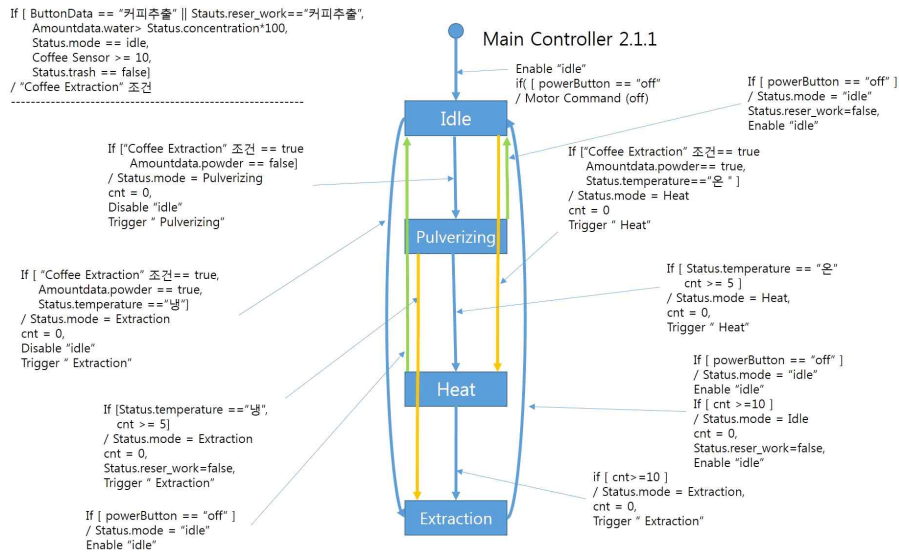 If [ ButtonData == “커피추출” || Stauts.reser_work==“커피추출”,
Amountdata.water> Status.concentration*100,
Status.mode == idle,
Coffee Sensor >= 10,
Status.trash == false]
/ “Coffee Extraction” 조건
------------------------------------------------------------
Main Controller 2.1.1
Enable “idle”
if( [ powerButton == “off”
/ Motor Command (off)
If [ powerButton == “off” ]
/ Status.mode = “idle”
Status.reser_work=false,
Enable “idle”
Idle
If [“Coffee Extraction” 조건 == true
Amountdata.powder == false]
/ Status.mode = Pulverizing
cnt = 0,
Disable “idle”
Trigger “ Pulverizing”
If [“Coffee Extraction” 조건== true
Amountdata.powder== true,
Status.temperature==“온 ” ]
/ Status.mode = Heat
cnt = 0
Trigger “ Heat”
Pulverizing
If [ “Coffee Extraction” 조건== true,
Amountdata.powder == true,
Status.temperature ==“냉”]
/ Status.mode = Extraction
cnt = 0,
Disable “idle”
Trigger “ Extraction”
If [ Status.temperature == “온”
cnt >= 5 ]
/ Status.mode = Heat,
cnt = 0,
Trigger “ Heat”
Heat
If [ powerButton == “off” ]
/ Status.mode = “idle”
Enable “idle”
If [ cnt >=10 ]
/ Status.mode = Idle
cnt = 0,
Status.reser_work=false,
Enable “idle”
If [Status.temperature ==“냉”,
cnt >= 5]
/ Status.mode = Extraction
cnt = 0,
Status.reser_work=false,
Trigger “ Extraction”
if [ cnt>=10 ]
/ Status.mode = Extraction,
cnt = 0,
Trigger “ Extraction”
Extraction
If [ powerButton == “off” ]
/ Status.mode = “idle”
Enable “idle”